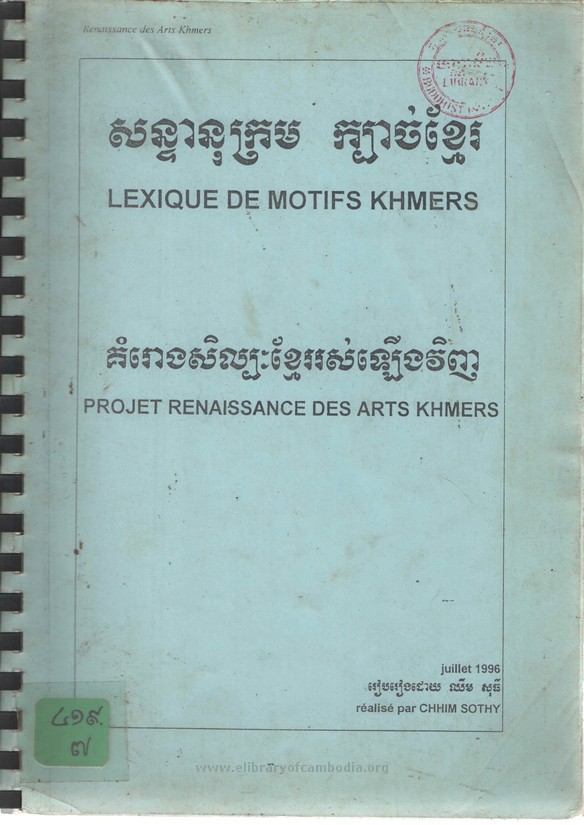 Renaissance des Arts Khmers
សន្ទានុក្រម ក្បាច់ខ្មែរ
LEXIQUE DE MOTIFS KHMERS
គំរោងសិល្បៈខ្មែររស់ឡើងវិញ
PROJET RENAISSANCE DES ARTS KHMERS
juillet 1996
រៀបរៀងដោយ ឈឹម សុធី
réalisé par CHHIM SOTHY
៤១៩
៧
www.elibraryofcambodia.org